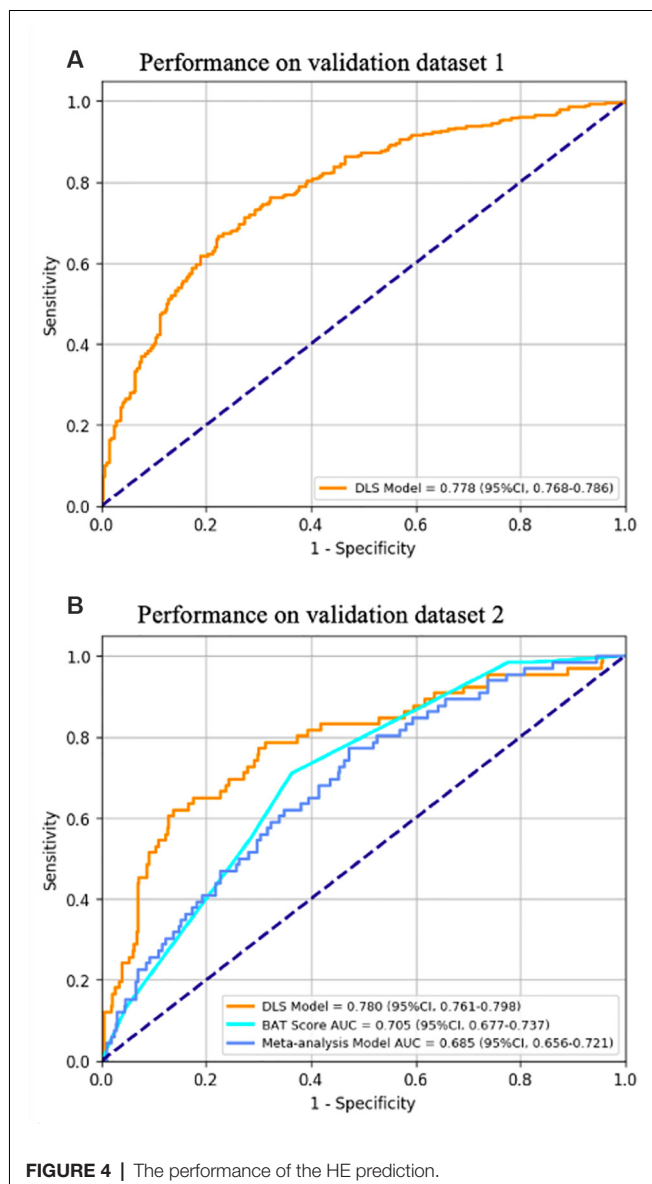 A
Performance on validation dataset 1
1.0
0.8
0.6
0.4
0.2
0.0
Sensitivity
DLS Model = 0.778 (95%CI, 0.768-0.786)
0.0 0.2 0.4 0.6 0.8 1.0
1 - Specificity
B
Performance on validation dataset 2
1.0
0.8
0.6
0.4
0.2
0.0
Sensitivity
DLS Model = 0.780 (95%CI, 0.761-0.798)
BAT Score AUC = 0.705 (95%CI, 0.677-0.737)
Meta-analysis Model AUC = 0.685 (95%CI, 0.656-0.721)
0.0 0.2 0.4 0.6 0.8 1.0
1 - Specificity
FIGURE 4 | The performance of the HE prediction.